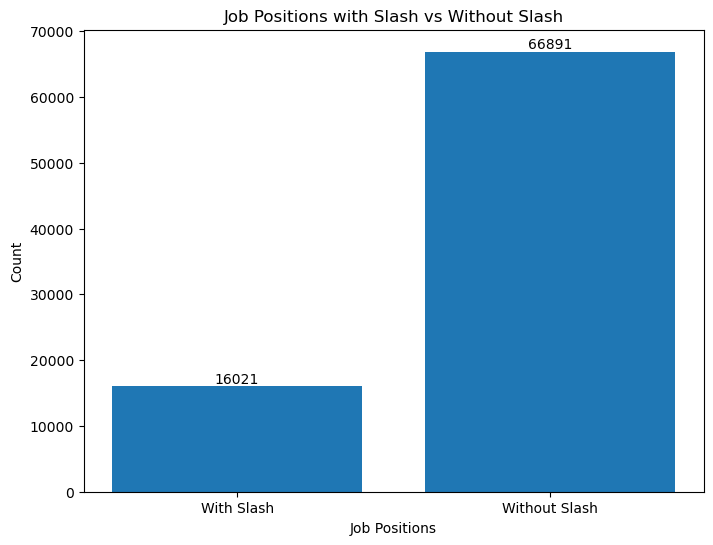 Job Positions with Slash vs Without Slash
70000
66891
60000
50000
40000
Count
30000
20000
16021
10000
0
With Slash
Without Slash
Job Positions